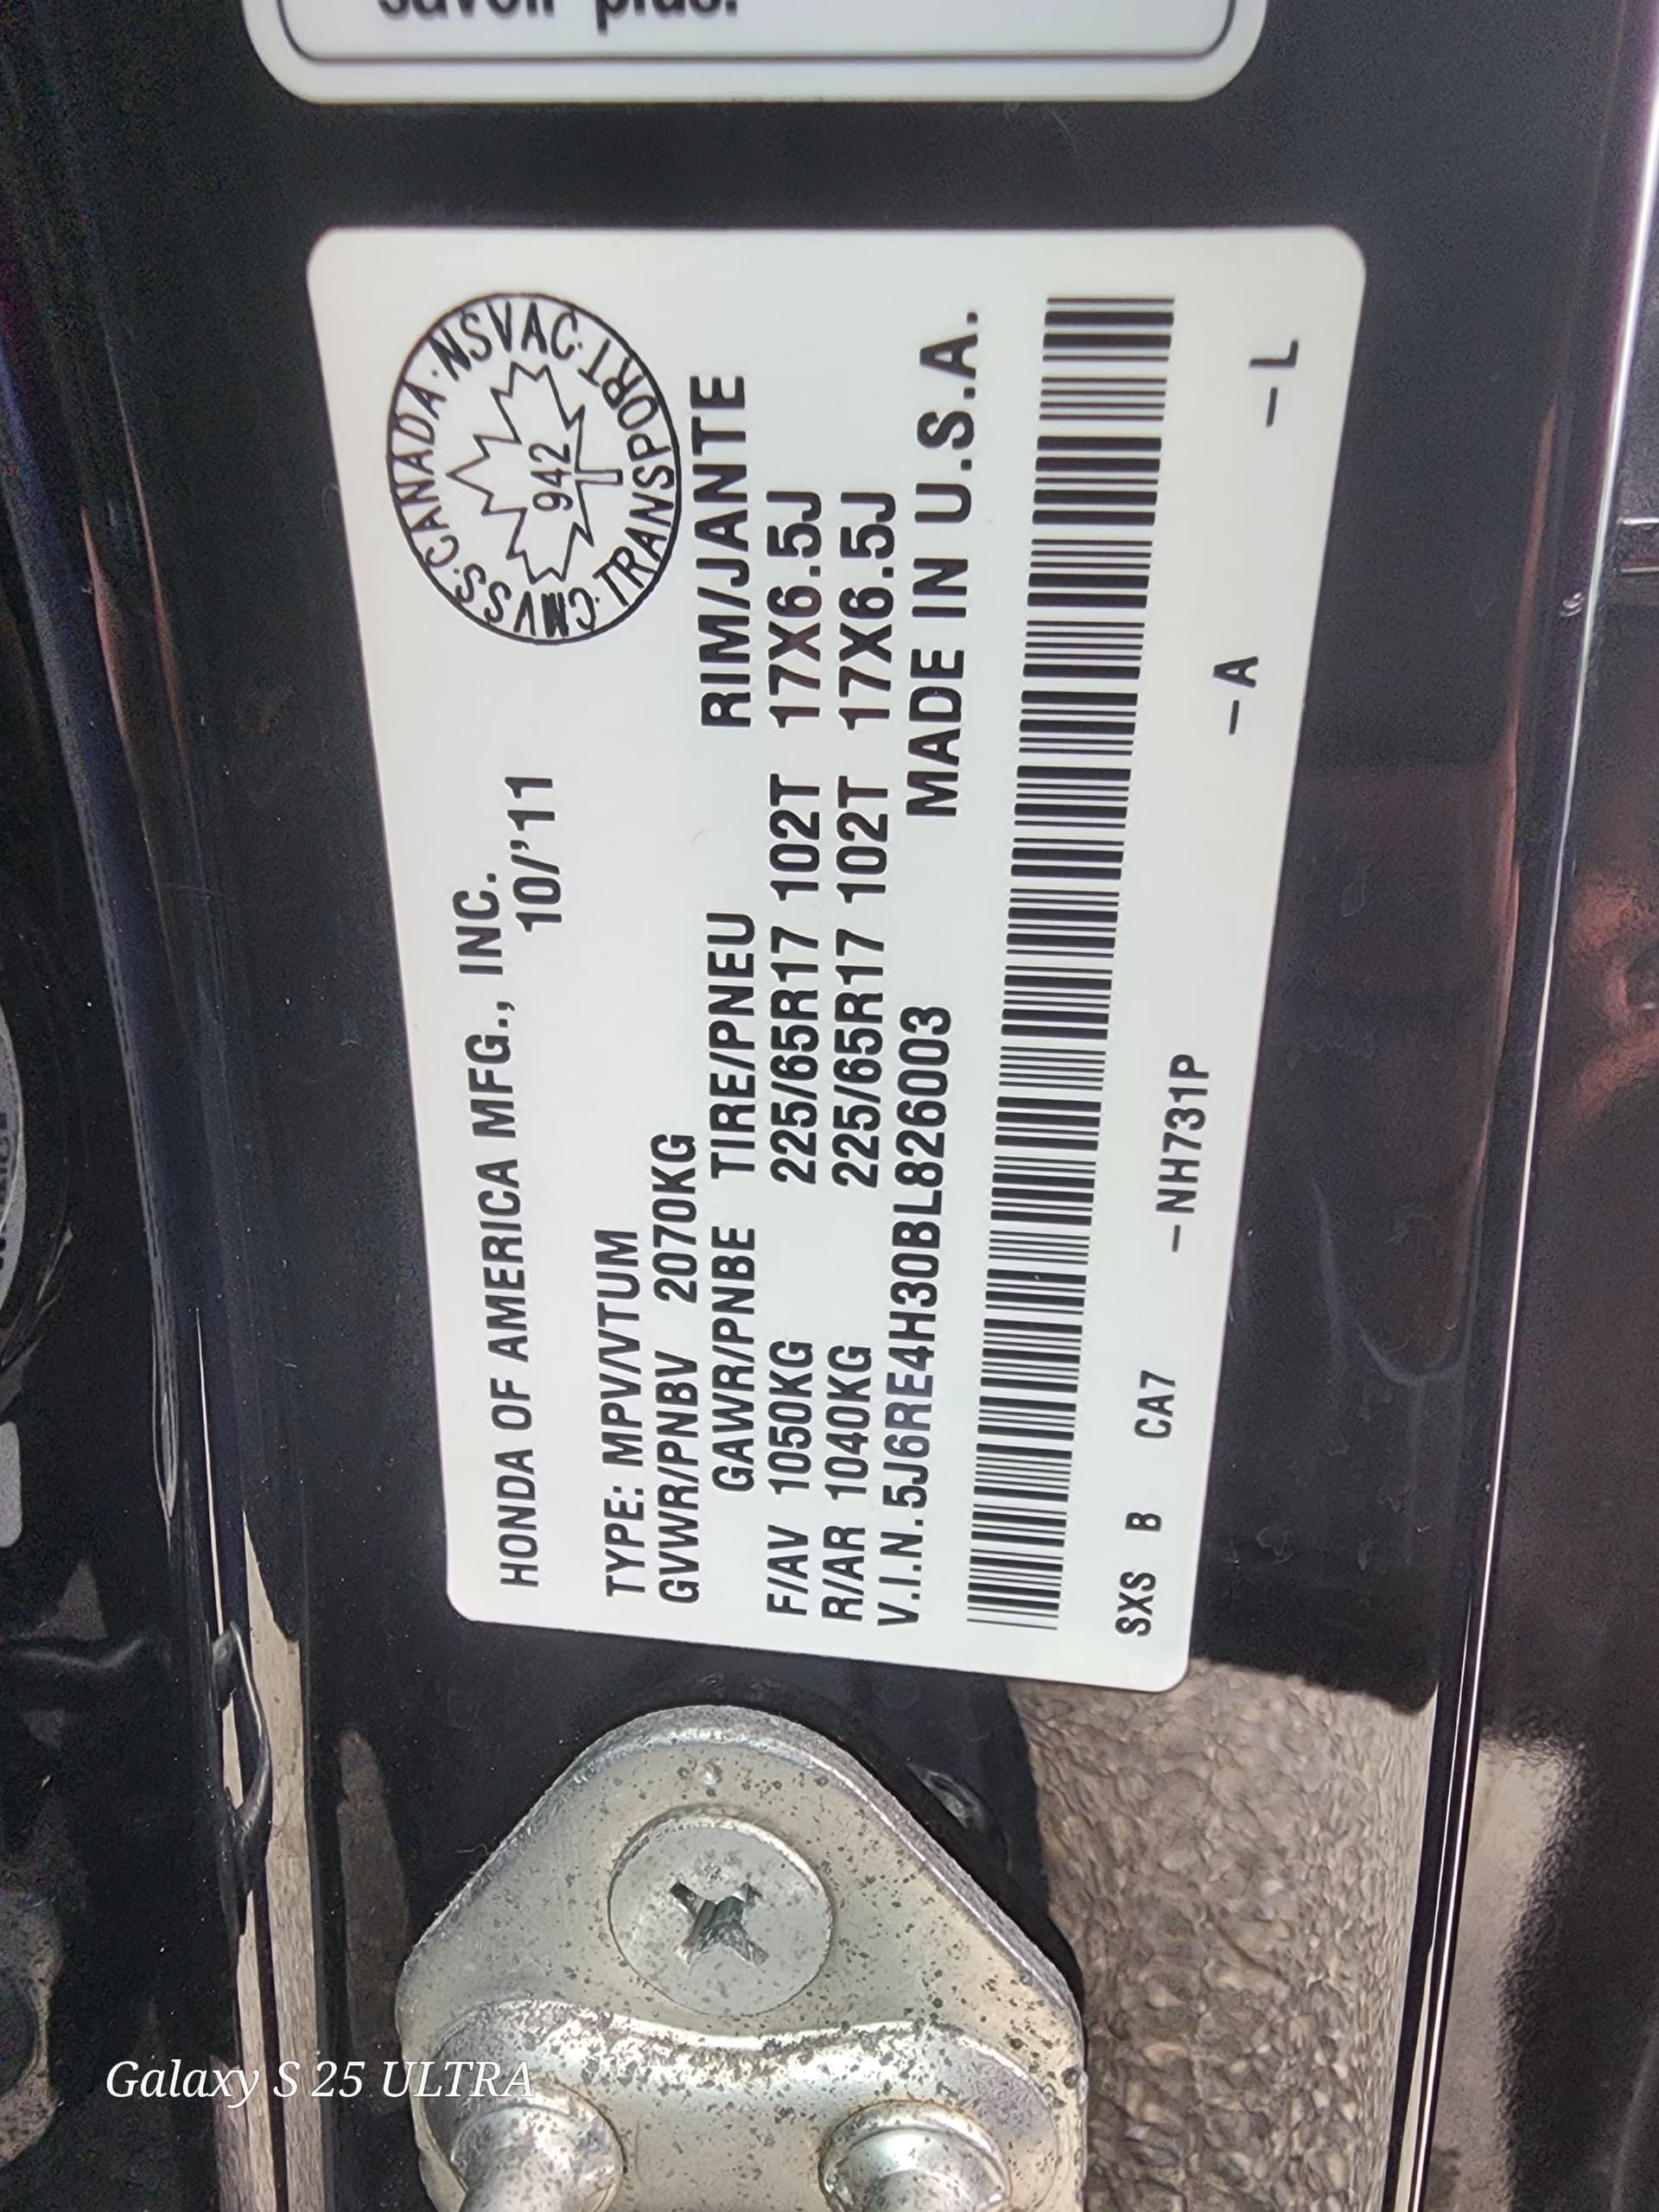 savoir plus.
HONDA OF AMERICA MFG., INC.
10/'11
CMVSS·CANADA·NSVAC·TRANSPORT·TRANSPORT
942
TYPE: MPV/VTUM
GVWR/PNBV 2070KG
GAWR/PNBE TIRE/PNEU RIM/JANTE
F/AV 1050KG 225/65R17 102T 17X6.5J
R/AR 1040KG 225/65R17 102T 17X6.5J
V.I.N.5J6RE4H30BL826003 MADE IN U.S.A.
SXS B CA7 -NH731P -A -L
Galaxy S 25 ULTRA